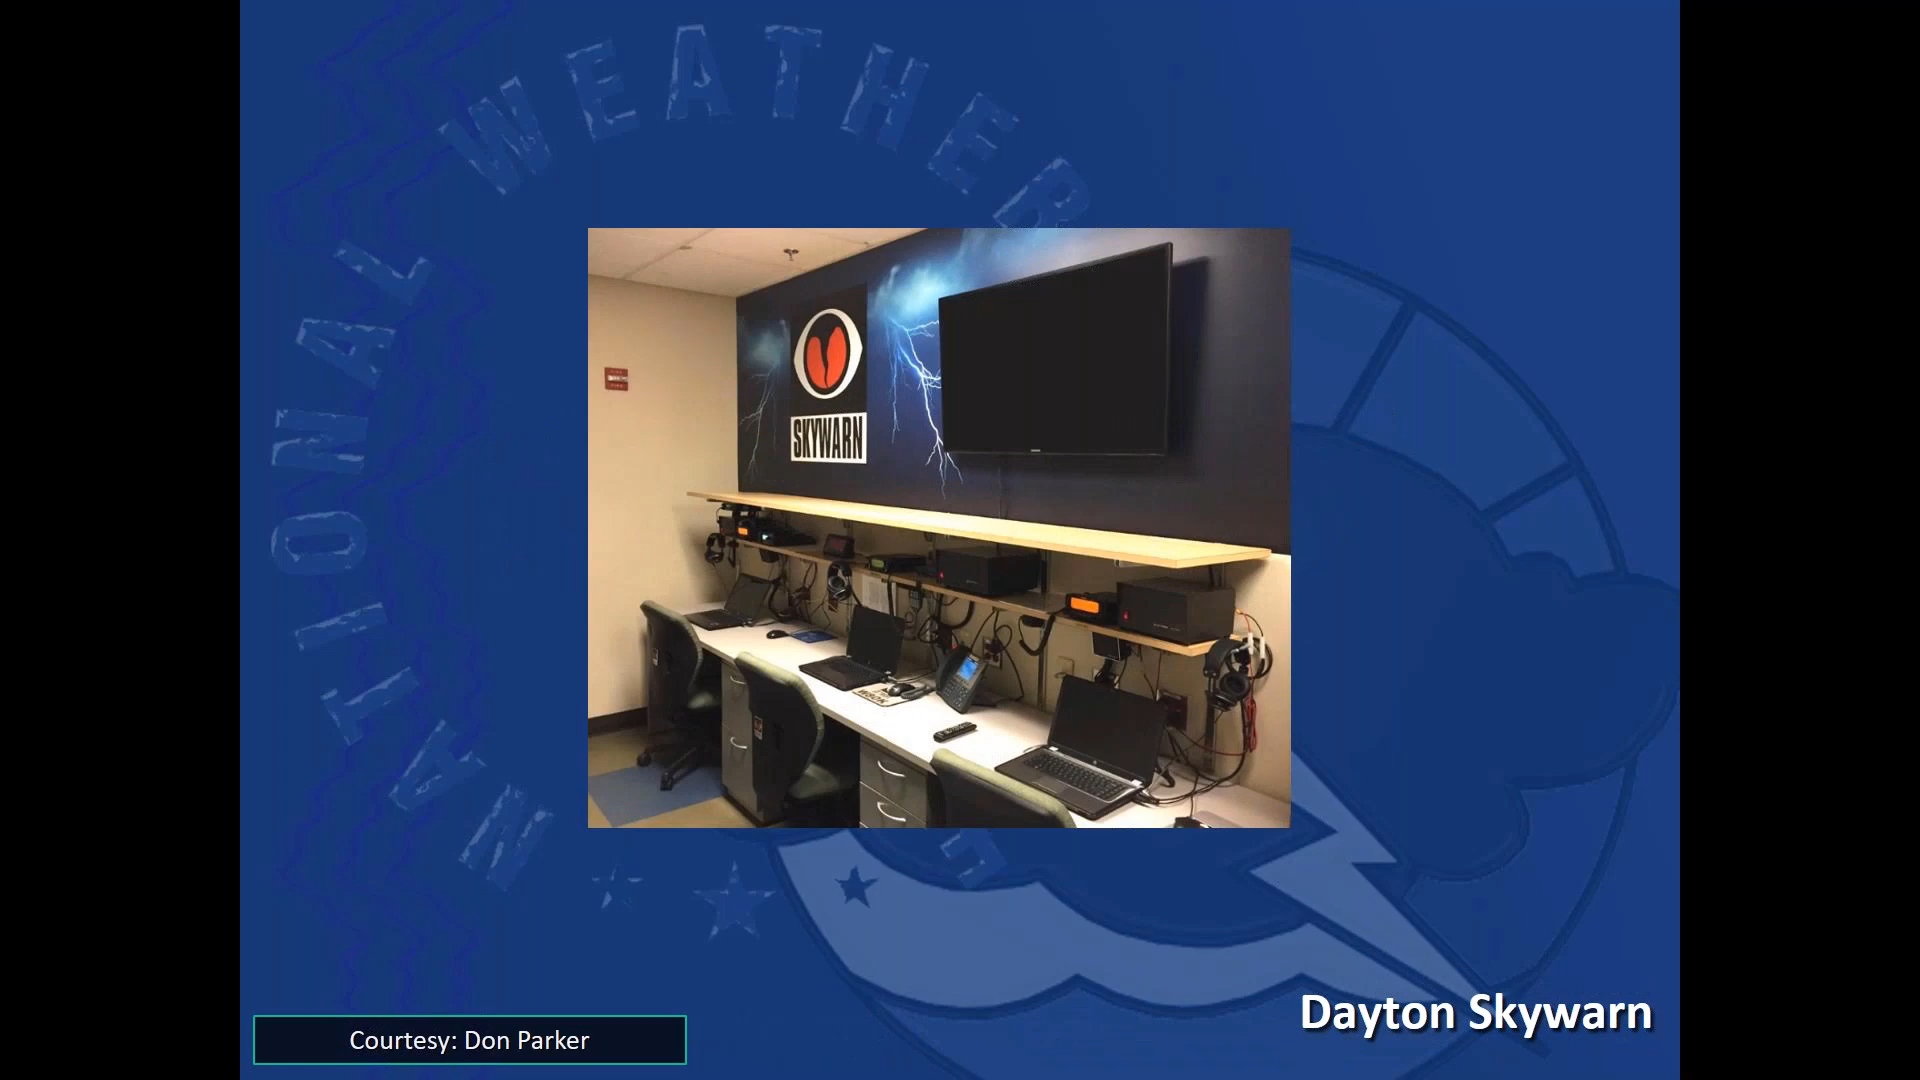 NATIONAL WEATHER
SKYWARN
Courtesy: Don Parker
Dayton Skywarn